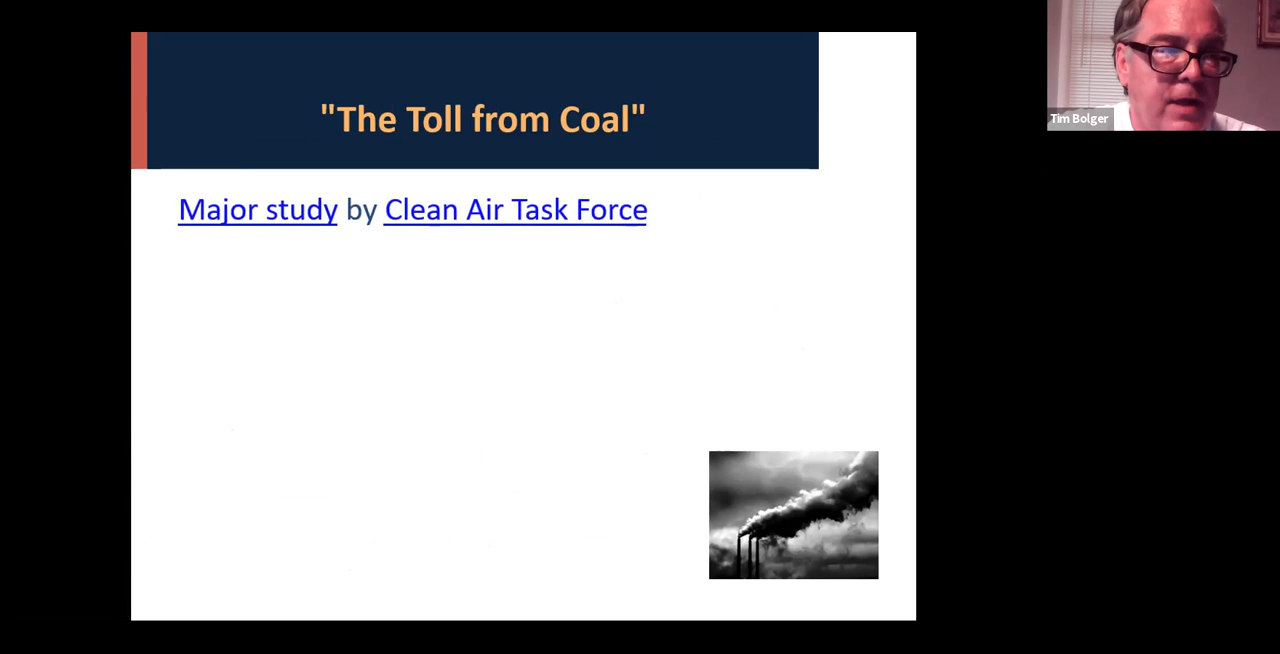 "The Toll from Coal"
Major study by Clean Air Task Force
Tim Bolger